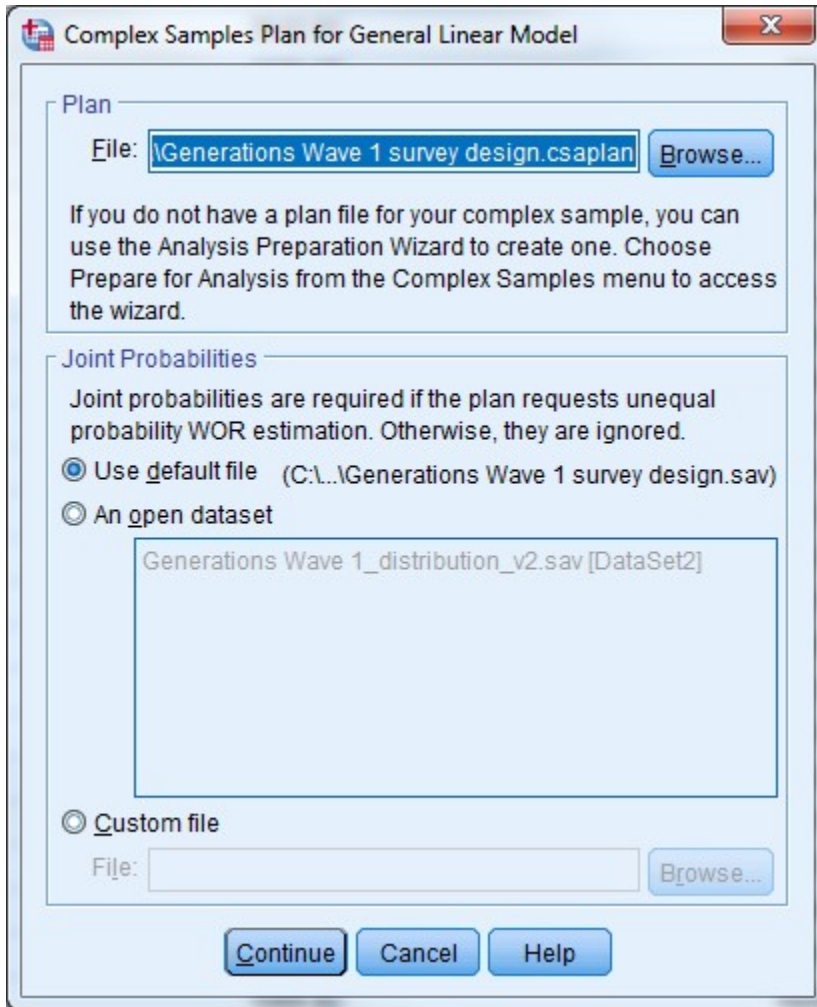 Complex Samples Plan for General Linear Model
Plan
File: \Generations Wave 1 survey design.csaplan Browse...
If you do not have a plan file for your complex sample, you can
use the Analysis Preparation Wizard to create one. Choose
Prepare for Analysis from the Complex Samples menu to access
the wizard.
Joint Probabilities
Joint probabilities are required if the plan requests unequal
probability WOR estimation. Otherwise, they are ignored.
Use default file (C:\...\Generations Wave 1 survey design.sav)
An open dataset
Generations Wave 1_distribution_v2.sav [DataSet2]
Custom file
File: Browse...
Continue Cancel Help